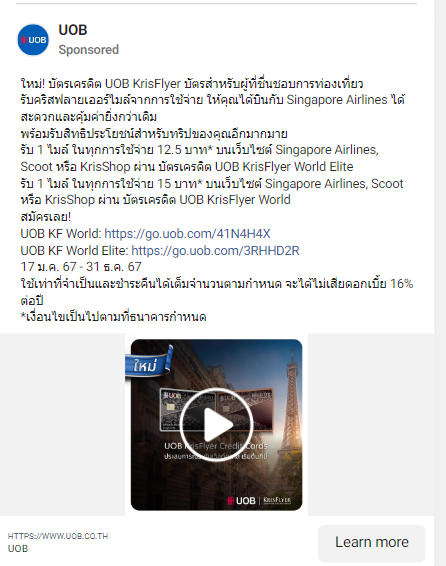 UOB
UOB
Sponsored
ใหม่! บัตรเครดิต UOB KrisFlyer บัตรสำหรับผู้ที่ชื่นชอบการท่องเที่ยว
รับคริสฟลายเออร์ไมล์จากการใช้จ่าย ให้คุณได้บินกับ Singapore Airlines ได้
สะดวกและคุ้มค่ายิ่งกว่าเดิม
พร้อมรับสิทธิประโยชน์สำหรับทริปของคุณอีกมากมาย
รับ 1 ไมล์ ในทุกการใช้จ่าย 12.5 บาท* บนเว็บไซต์ Singapore Airlines,
Scoot หรือ KrisShop ผ่าน บัตรเครดิต UOB KrisFlyer World Elite
รับ 1 ไมล์ ในทุกการใช้จ่าย 15 บาท* บนเว็บไซต์ Singapore Airlines, Scoot
หรือ KrisShop ผ่าน บัตรเครดิต UOB KrisFlyer World
สมัครเลย!
UOB KF World: https://go.uob.com/41N4H4X
UOB KF World Elite: https://go.uob.com/3RHHD2R
17 ม.ค. 67 - 31 ธ.ค. 67
ใช้เท่าที่จำเป็นและชำระคืนได้เต็มจำนวนตามกำหนด จะได้ไม่เสียดอกเบี้ย 16%
ต่อปี
*เงื่อนไขเป็นไปตามที่ธนาคารกำหนด
ใหม่
UOB KrisFlyer Credit Cards
UOB KRISFLYER
HTTPS://WWW.UOB.CO.TH
UOB
Learn more